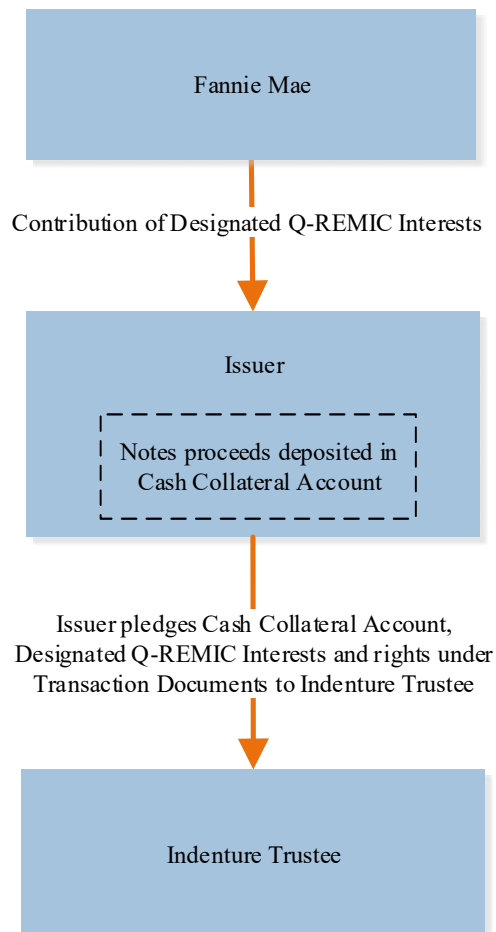 Fannie Mae
Contribution of Designated Q-REMIC Interests
Issuer
Notes proceeds deposited in
Cash Collateral Account
Issuer pledges Cash Collateral Account,
Designated Q-REMIC Interests and rights under
Transaction Documents to Indenture Trustee
Indenture Trustee